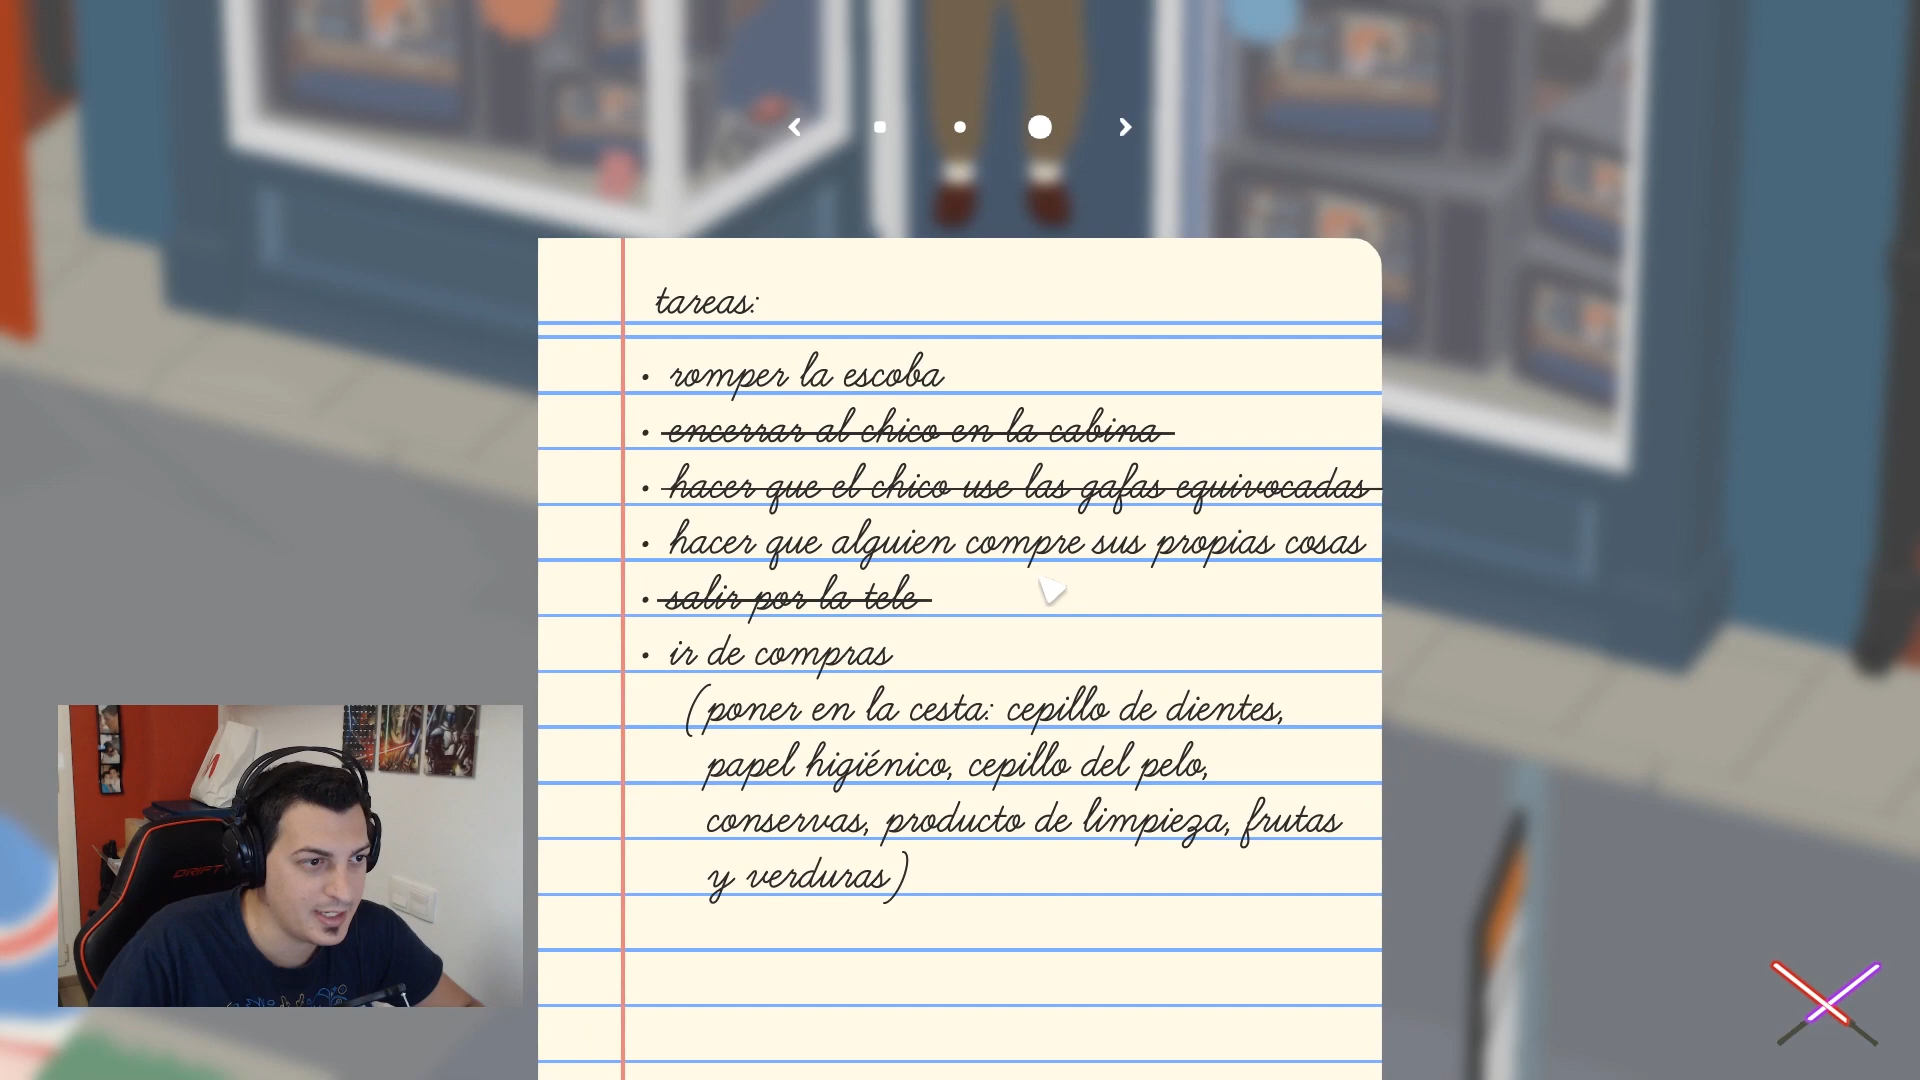 tareas:
• romper la escoba
• encerrar al chico en la cabina
• hacer que el chico use las gafas equivocadas
• hacer que alguien compre sus propias cosas
• salir por la tele
• ir de compras
(poner en la cesta: cepillo de dientes,
papel higiénico, cepillo del pelo,
conservas, producto de limpieza, frutas
y verduras)
DRIFT